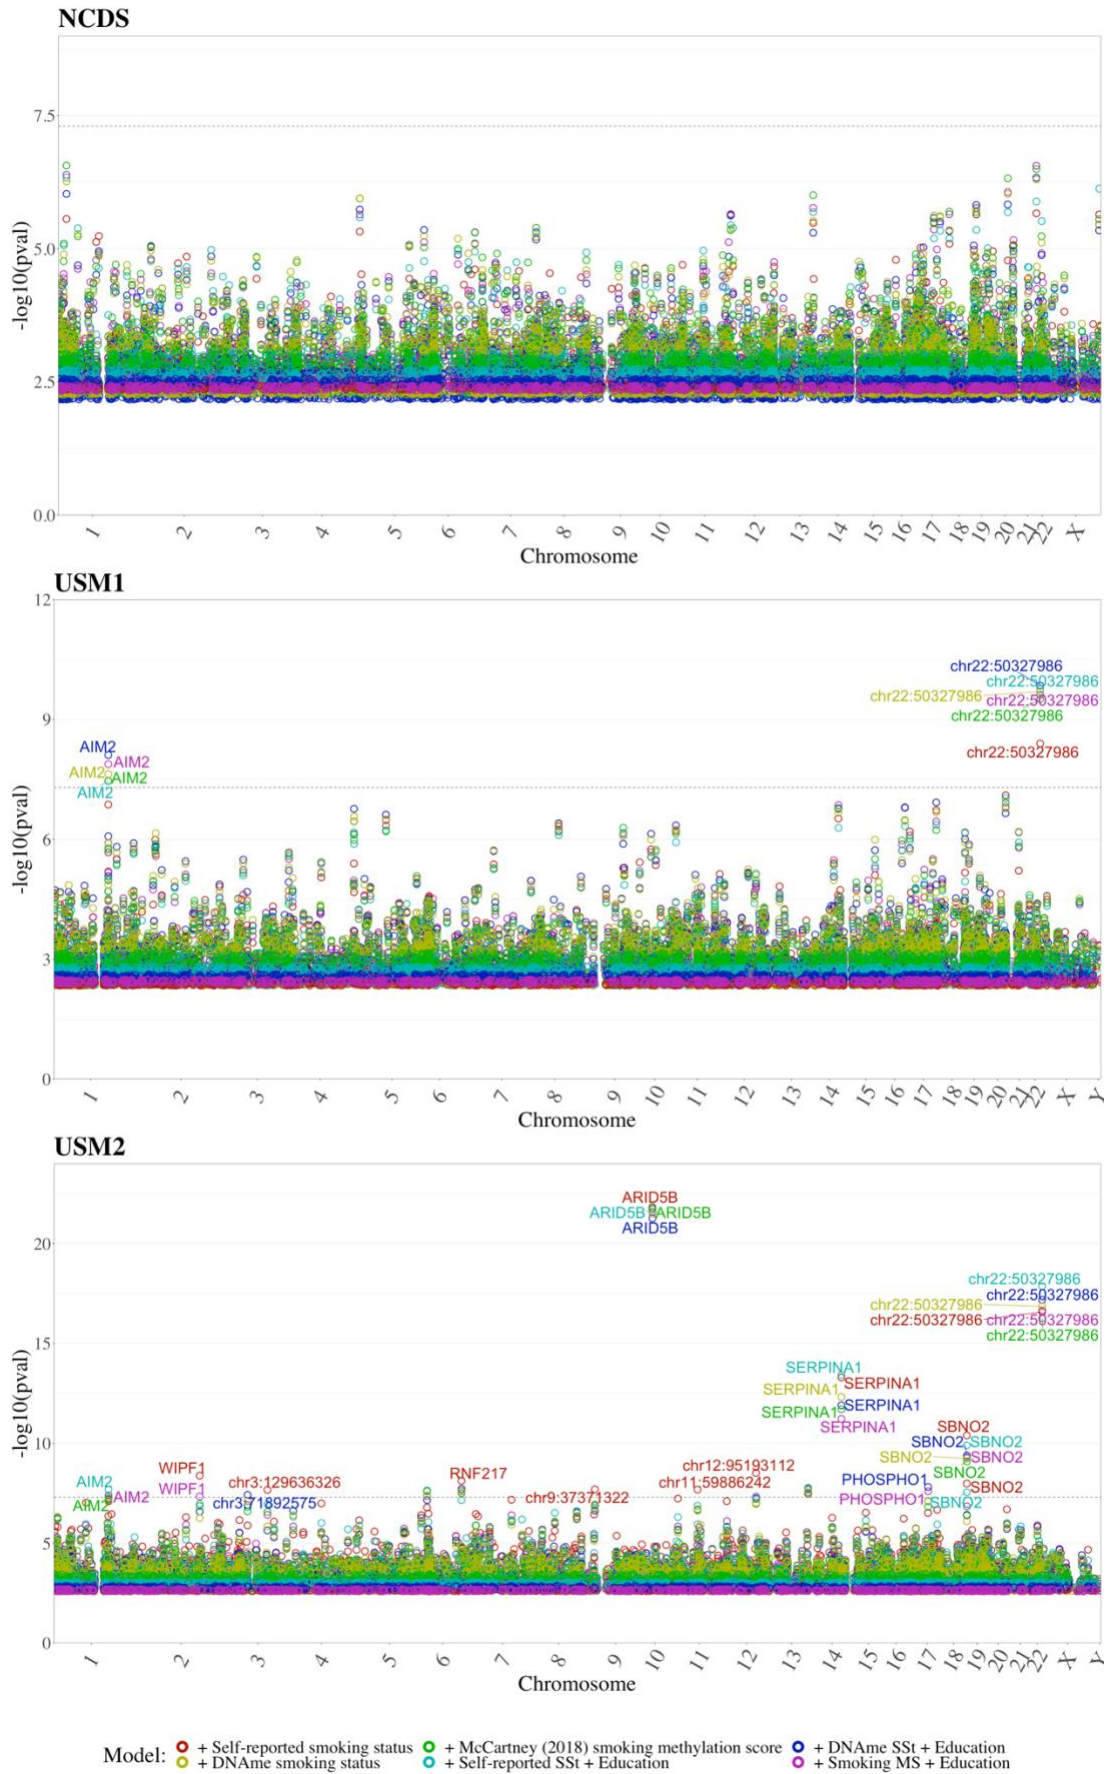 NCDS
7.5
5.0
2.5
0.0
-log10(pval)
1 2 3 4 5 6 7 8 9 10 11 12 13 14 15 16 17 18 19 20 21 22 X
Chromosome
USM1
12
9
6
3
0
-log10(pval)
chr22:50327986
chr22:50327986
chr22:50327986
chr22:50327986
chr22:50327986
chr22:50327986
AIM2
AIM2
AIM2
AIM2
AIM2
1 2 3 4 5 6 7 8 9 10 11 12 13 14 15 16 17 18 19 20 21 22 X Y
Chromosome
USM2
20
15
10
5
0
-log10(pval)
ARID5B
ARID5B ARID5B
ARID5B
chr22:50327986
chr22:50327986
chr22:50327986
chr22:50327986 chr22:50327986
chr22:50327986
SERPINA1
SERPINA1
SERPINA1
SERPINA1
SERPINA1
SERPINA1
SBNO2
SBNO2 SBNO2
SBNO2 SBNO2
SBNO2
SBNO2
SBNO2
PHOSPHO1
PHOSPHO1
chr12:95193112
chr11:59886242
chr9:37371322
RNF217
chr3:129636326
chr3:71892575
WIPF1
WIPF1
AIM2
AIM2
AIM2
1 2 3 4 5 6 7 8 9 10 11 12 13 14 15 16 17 18 19 20 21 22 X Y
Chromosome
Model: + Self-reported smoking status + McCartney (2018) smoking methylation score + DNAme SSt + Education
+ DNAme smoking status + Self-reported SSt + Education + Smoking MS + Education